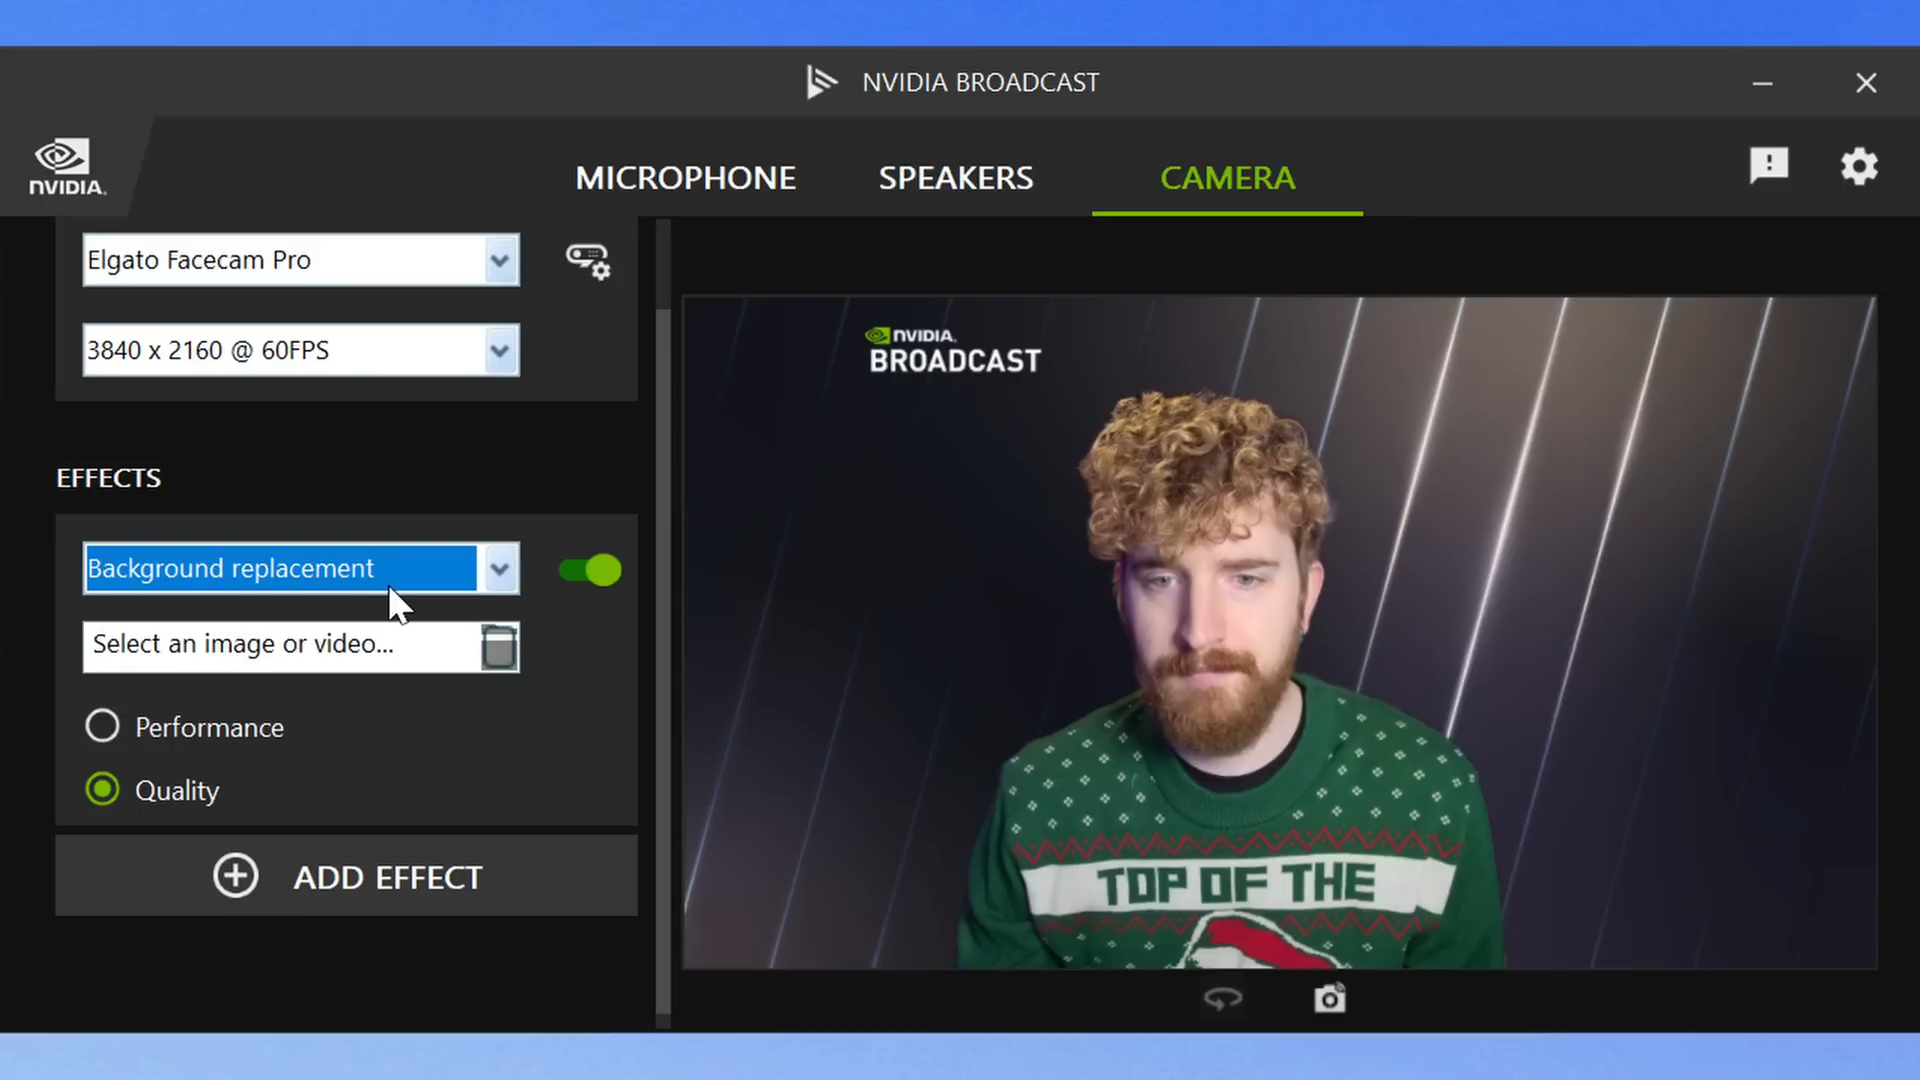 NVIDIA BROADCAST
NVIDIA.
MICROPHONE
SPEAKERS
CAMERA
Elgato Facecam Pro
3840 x 2160 @ 60FPS
EFFECTS
Background replacement
Select an image or video...
Performance
Quality
ADD EFFECT
NVIDIA.
BROADCAST
TOP OF THE